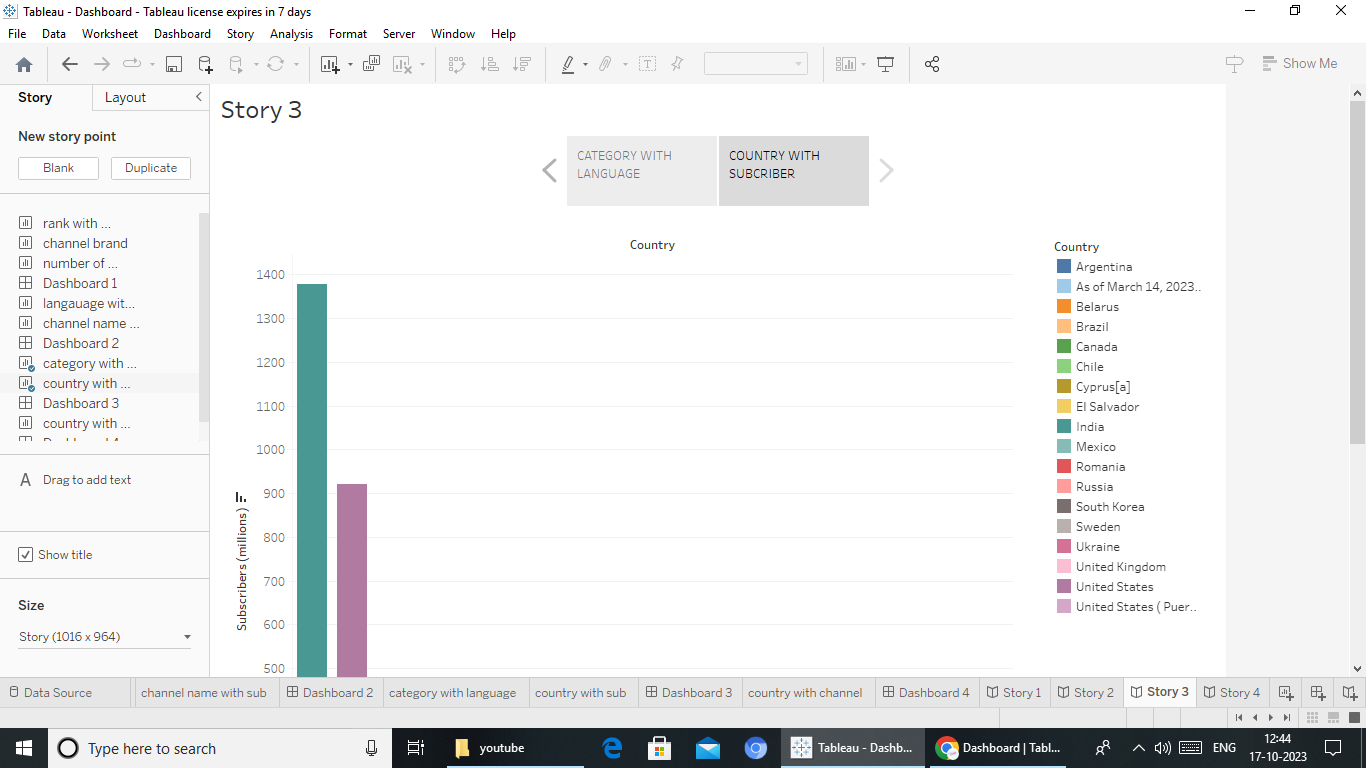 Tableau - Dashboard - Tableau license expires in 7 days
File Data Worksheet Dashboard Story Analysis Format Server Window Help
Show Me
Story Layout
New story point
Blank Duplicate
rank with ...
channel brand
number of ...
Dashboard 1
langauage wit...
channel name ...
Dashboard 2
category with ...
country with ...
Dashboard 3
country with ...
A Drag to add text
Show title
Size
Story (1016 x 964)
Story 3
CATEGORY WITH
LANGUAGE
COUNTRY WITH
SUBCRIBER
Country
1400
1300
1200
1100
1000
900
800
700
600
500
Subscribers (millions)
Country
Argentina
As of March 14, 2023..
Belarus
Brazil
Canada
Chile
Cyprus[a]
El Salvador
India
Mexico
Romania
Russia
South Korea
Sweden
Ukraine
United Kingdom
United States
United States ( Puer..
Data Source channel name with sub Dashboard 2 category with language country with sub Dashboard 3 country with channel Dashboard 4 Story 1 Story 2 Story 3 Story 4
Type here to search
youtube
Tableau - Dashb...
Dashboard | Tabl...
ENG
12:44
17-10-2023